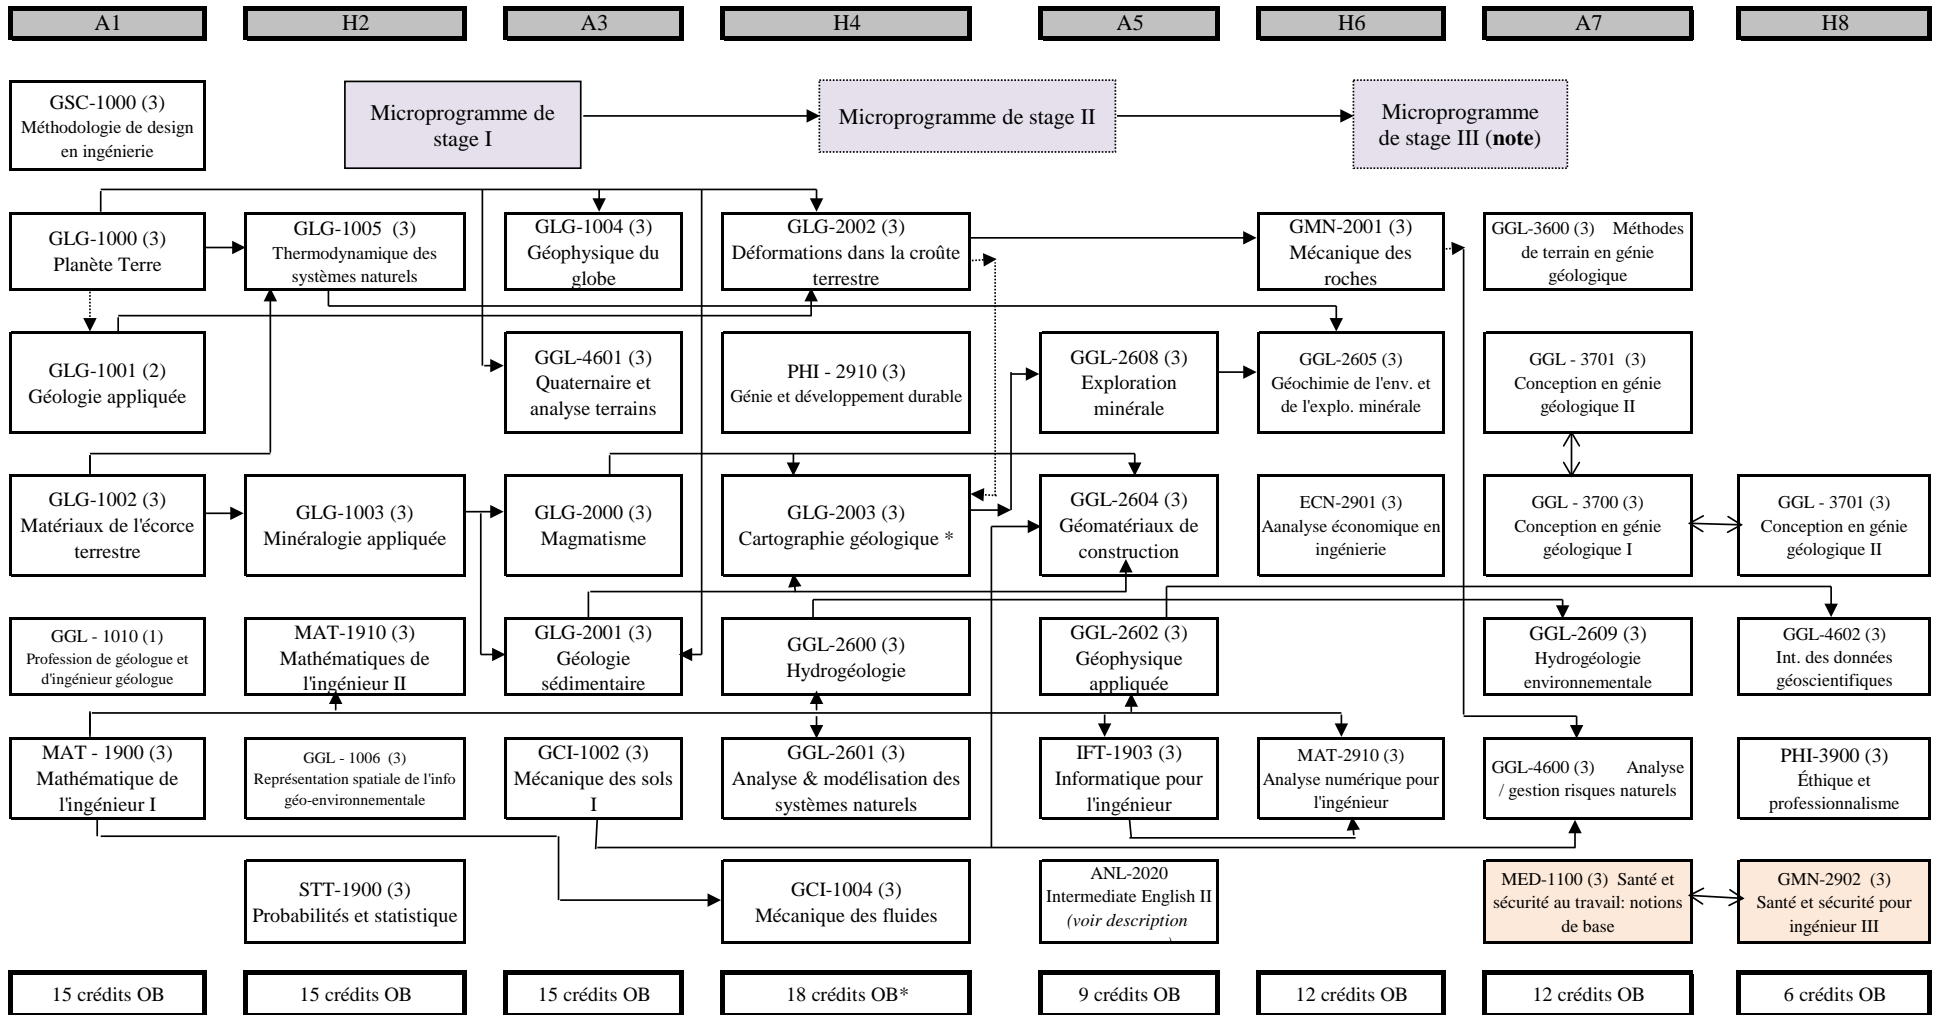 A1
H2
A3
H4
A5
H6
A7
H8
GSC-1000 (3)
Méthodologie de design
en ingénierie
Microprogramme de
stage I
Microprogramme de stage II
Microprogramme
de stage III (note)
GLG-1000 (3)
Planète Terre
GLG-1005 (3)
Thermodynamique des
systèmes naturels
GLG-1004 (3)
Géophysique du
globe
GLG-2002 (3)
Déformations dans la croûte
terrestre
GMN-2001 (3)
Mécanique des
roches
GGL-3600 (3) Méthodes
de terrain en génie
géologique
GLG-1001 (2)
Géologie appliquée
GGL-4601 (3)
Quaternaire et
analyse terrains
PHI - 2910 (3)
Génie et développement durable
GGL-2608 (3)
Exploration
minérale
GGL-2605 (3)
Géochimie de l'env. et
de l'explo. minérale
GGL - 3701 (3)
Conception en génie
géologique II
GLG-1002 (3)
Matériaux de l'écorce
terrestre
GLG-1003 (3)
Minéralogie appliquée
GLG-2000 (3)
Magmatisme
GLG-2003 (3)
Cartographie géologique *
GGL-2604 (3)
Géomatériaux de
construction
ECN-2901 (3)
Aanalyse économique en
ingénierie
GGL - 3700 (3)
Conception en génie
géologique I
GGL - 3701 (3)
Conception en génie
géologique II
GGL - 1010 (1)
Profession de géologue et
d'ingénieur géologue
MAT-1910 (3)
Mathématiques de
l'ingénieur II
GLG-2001 (3)
Géologie
sédimentaire
GGL-2600 (3)
Hydrogéologie
GGL-2602 (3)
Géophysique
appliquée
GGL-2609 (3)
Hydrogéologie
environnementale
GGL-4602 (3)
Int. des données
géoscientifiques
MAT - 1900 (3)
Mathématique de
l'ingénieur I
GGL - 1006 (3)
Représentation spatiale de l'info
géo-environnementale
GCI-1002 (3)
Mécanique des sols
I
GGL-2601 (3)
Analyse & modélisation des
systèmes naturels
IFT-1903 (3)
Informatique pour
l'ingénieur
MAT-2910 (3)
Analyse numérique pour
l'ingénieur
GGL-4600 (3) Analyse
/ gestion risques naturels
PHI-3900 (3)
Éthique et
professionnalisme
STT-1900 (3)
Probabilités et statistique
GCI-1004 (3)
Mécanique des fluides
ANL-2020
Intermediate English II
(voir description
MED-1100 (3) Santé et
sécurité au travail: notions
de base
GMN-2902 (3)
Santé et sécurité pour
ingénieur III
15 crédits OB
15 crédits OB
15 crédits OB
18 crédits OB*
9 crédits OB
12 crédits OB
12 crédits OB
6 crédits OB